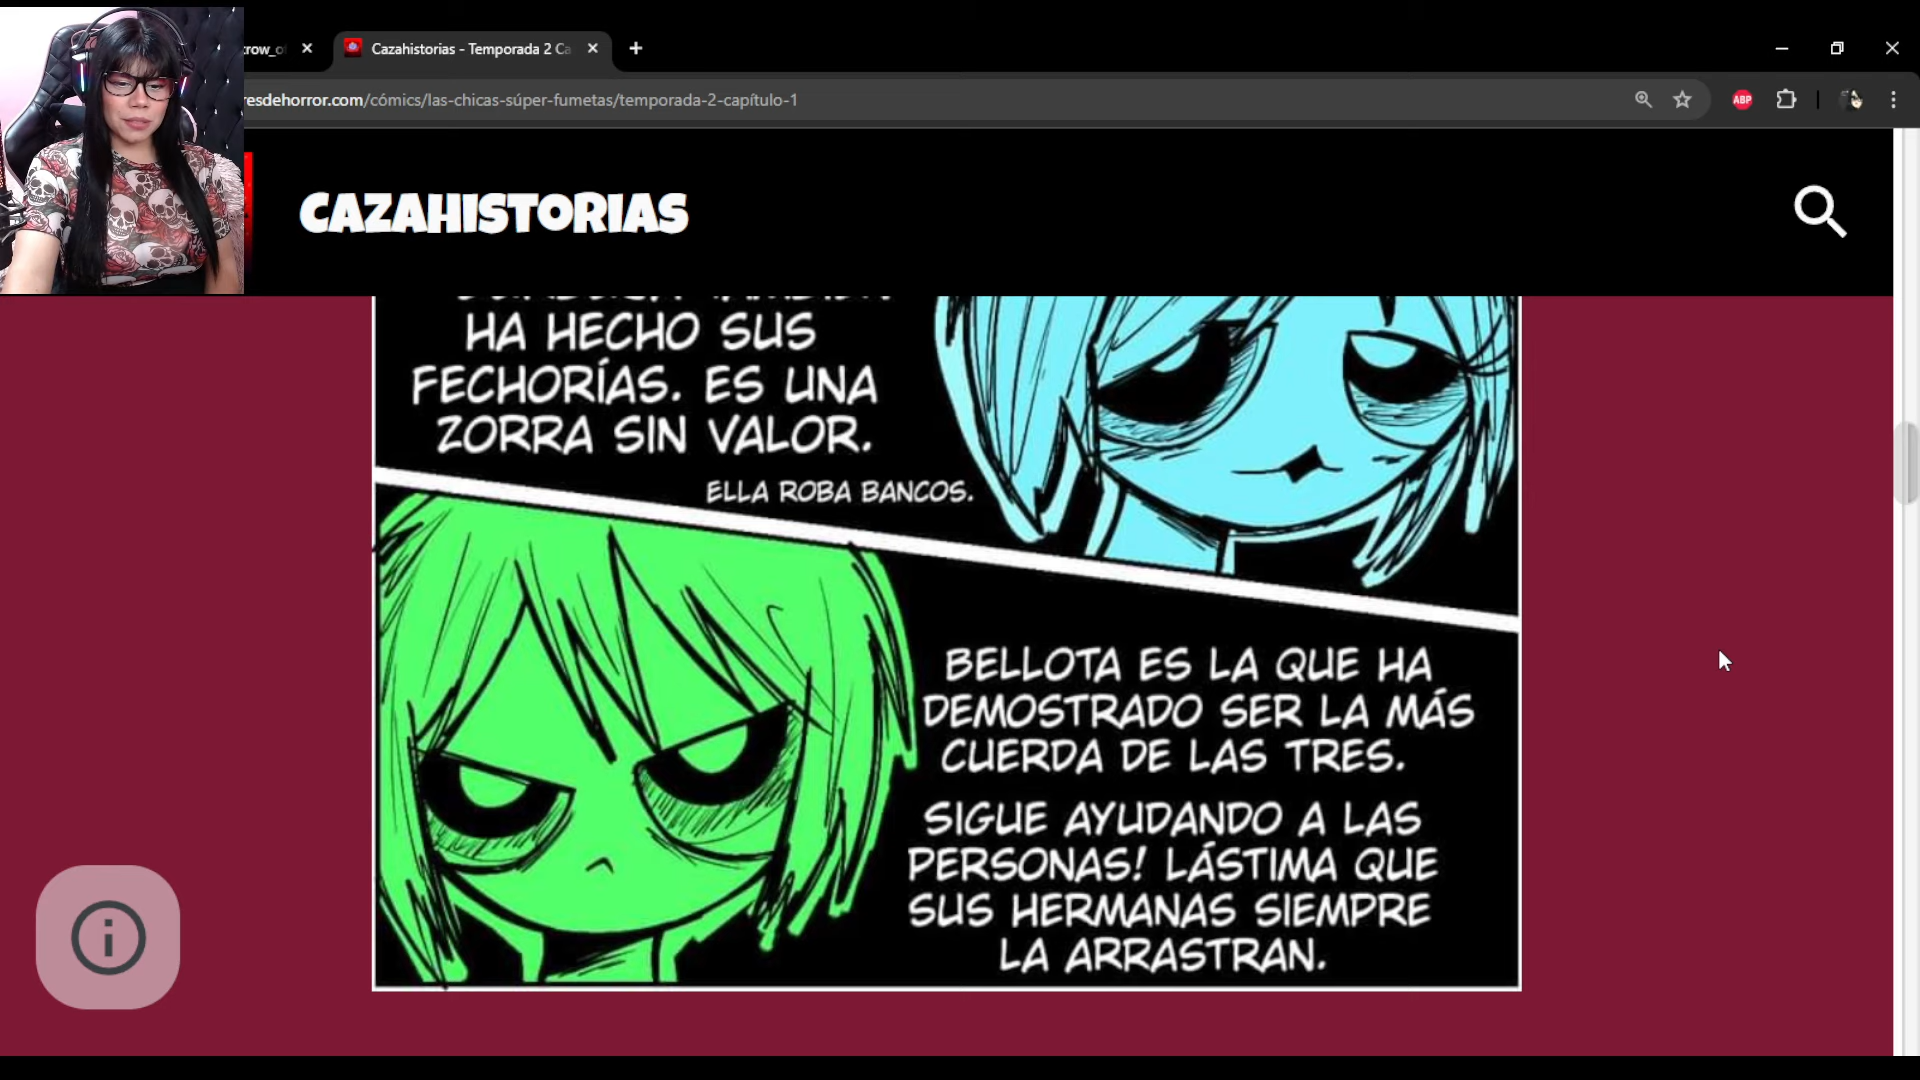 Cazahistorias - Temporada 2 Ca
resdehorror.com/cómics/las-chicas-súper-fumetas/temporada-2-capítulo-1
ABP
CAZAHISTORIAS
HA HECHO SUS
FECHORÍAS. ES UNA
ZORRA SIN VALOR.
ELLA ROBA BANCOS.
BELLOTA ES LA QUE HA
DEMOSTRADO SER LA MÁS
CUERDA DE LAS TRES.
SIGUE AYUDANDO A LAS
PERSONAS! LÁSTIMA QUE
SUS HERMANAS SIEMPRE
LA ARRASTRAN.